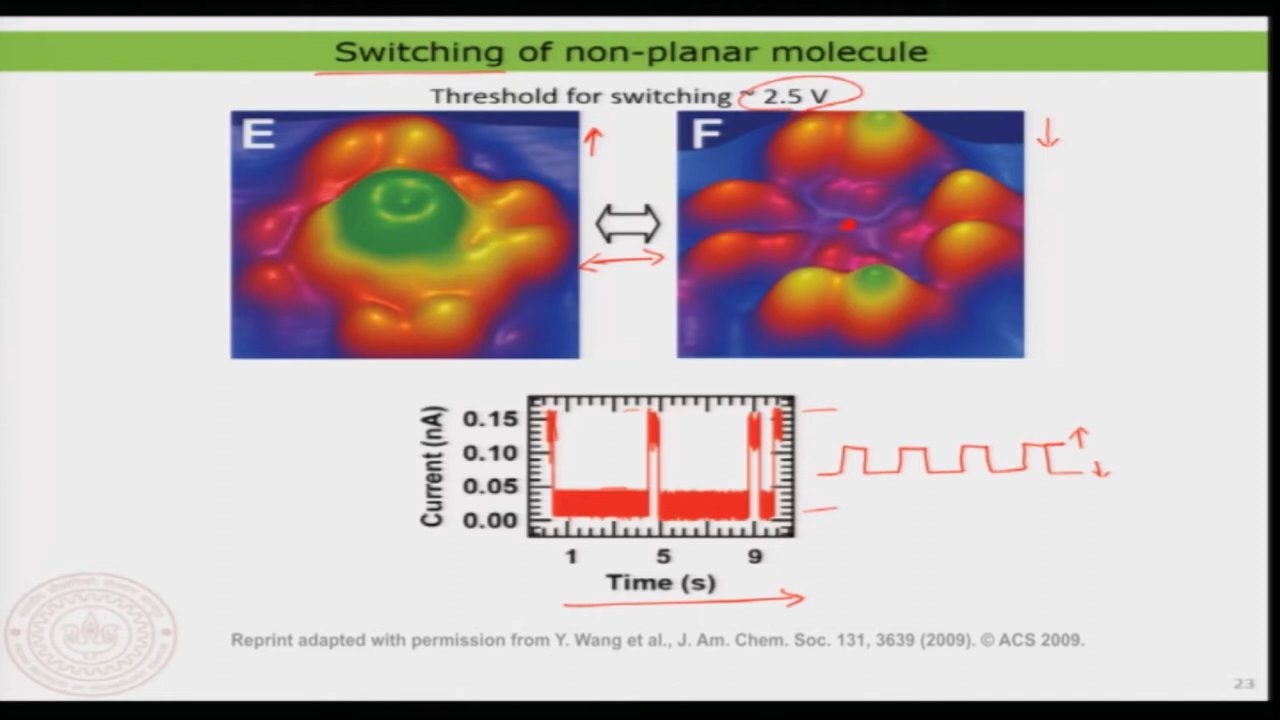 Switching of non-planar molecule
Threshold for switching ~ 2.5 V
E
F
Current (nA)
0.15
0.10
0.05
0.00
1 5 9
Time (s)
Reprint adapted with permission from Y. Wang et al., J. Am. Chem. Soc. 131, 3639 (2009). © ACS 2009.
23